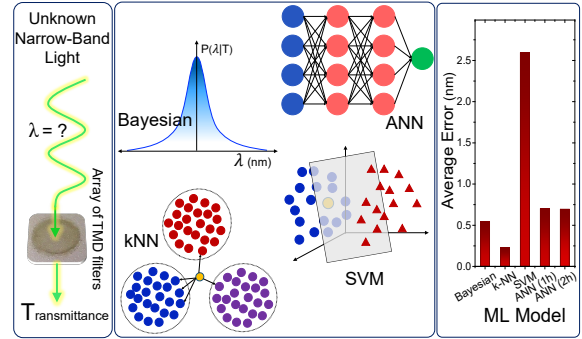 Unknown
Narrow-Band
Light
λ = ?
Array of TMD filters
Transmittance
P(λ|T)
Bayesian
λ (nm)
ANN
kNN
SVM
Average Error (nm)
2.5
2.0
1.5
1.0
0.5
0.0
Bayesian
k-NN
SVM
ANN (1h)
ANN (2h)
ML Model